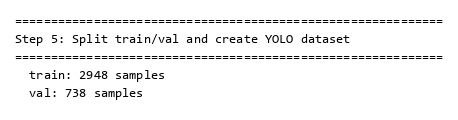 ============================================================
Step 5: Split train/val and create YOLO dataset
============================================================
  train: 2948 samples
  val: 738 samples